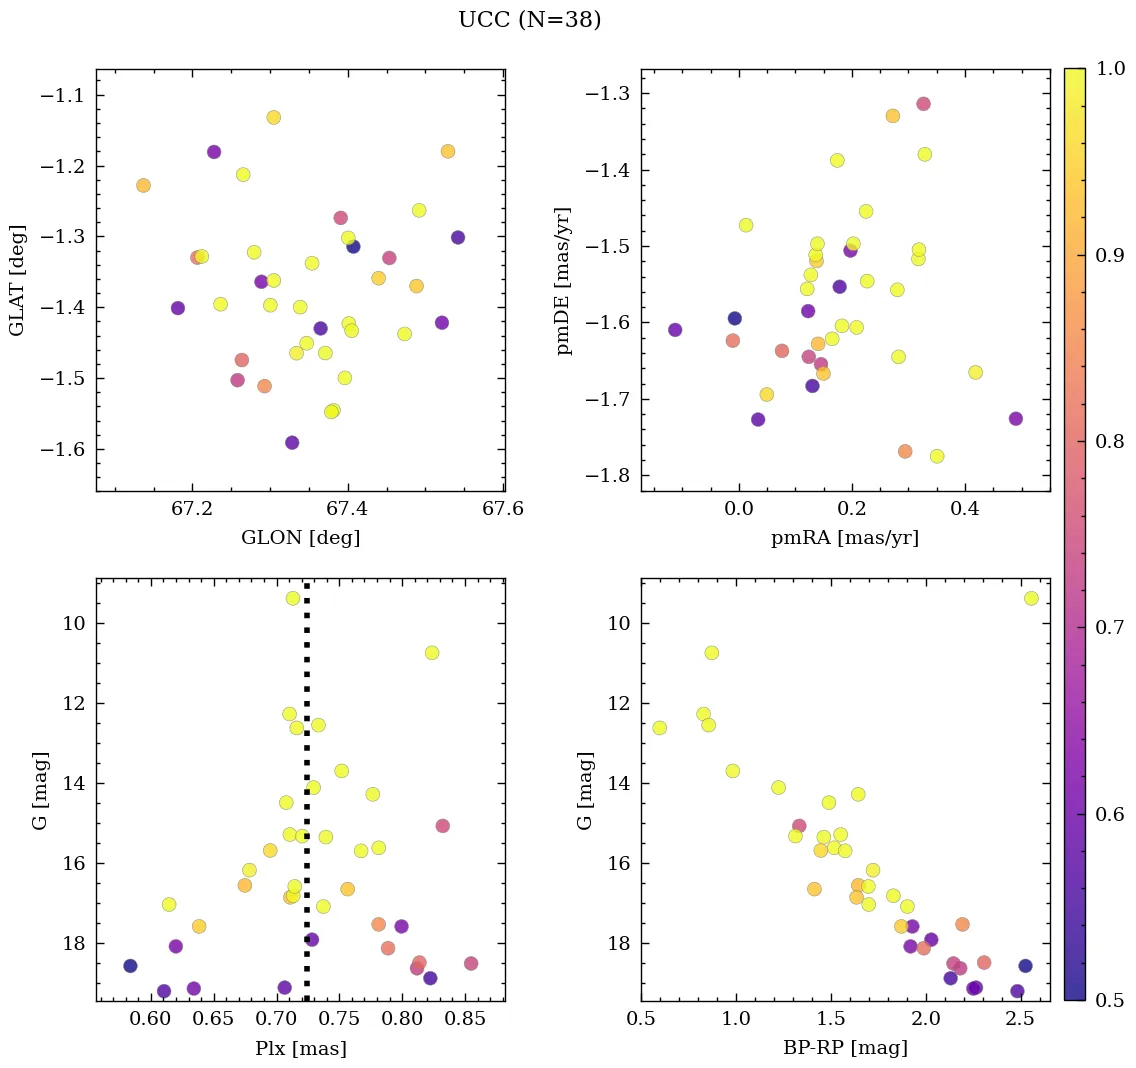 UCC (N=38)
−1.1
−1.2
−1.3
−1.4
−1.5
−1.6
GLAT [deg]
67.2 67.4 67.6
GLON [deg]
−1.3
−1.4
−1.5
−1.6
−1.7
−1.8
pmDE [mas/yr]
0.0 0.2 0.4
pmRA [mas/yr]
10
12
14
16
18
G [mag]
0.60 0.65 0.70 0.75 0.80 0.85
Plx [mas]
10
12
14
16
18
G [mag]
0.5 1.0 1.5 2.0 2.5
BP-RP [mag]
1.0
0.9
0.8
0.7
0.6
0.5